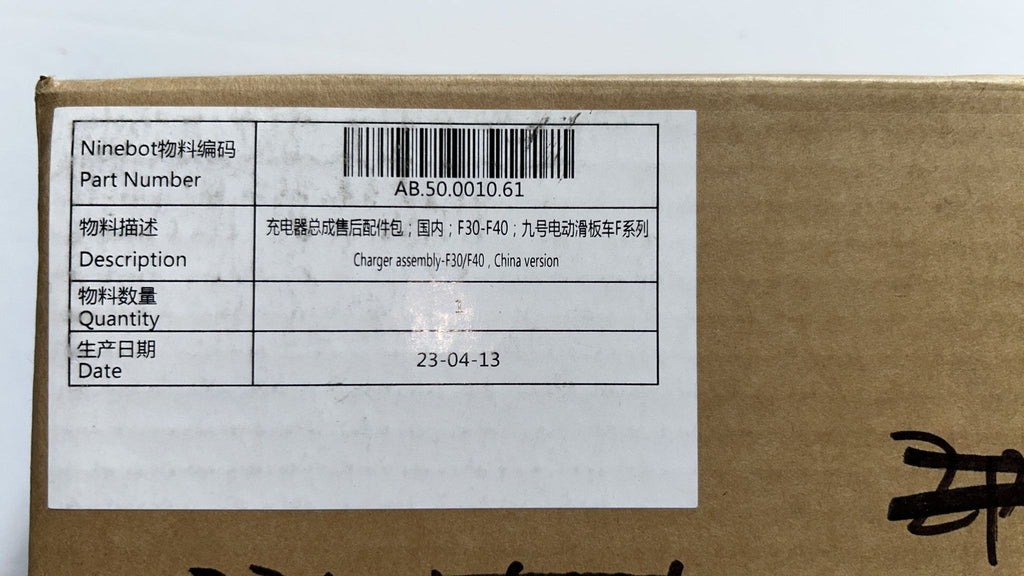 Ninebot物料编码
Part Number
AB.50.0010.61
物料描述
Description
充电器总成售后配件包；国内；F30-F40；九号电动滑板车F系列
Charger assembly-F30/F40 , China version
物料数量
Quantity
1
生产日期
Date
23-04-13